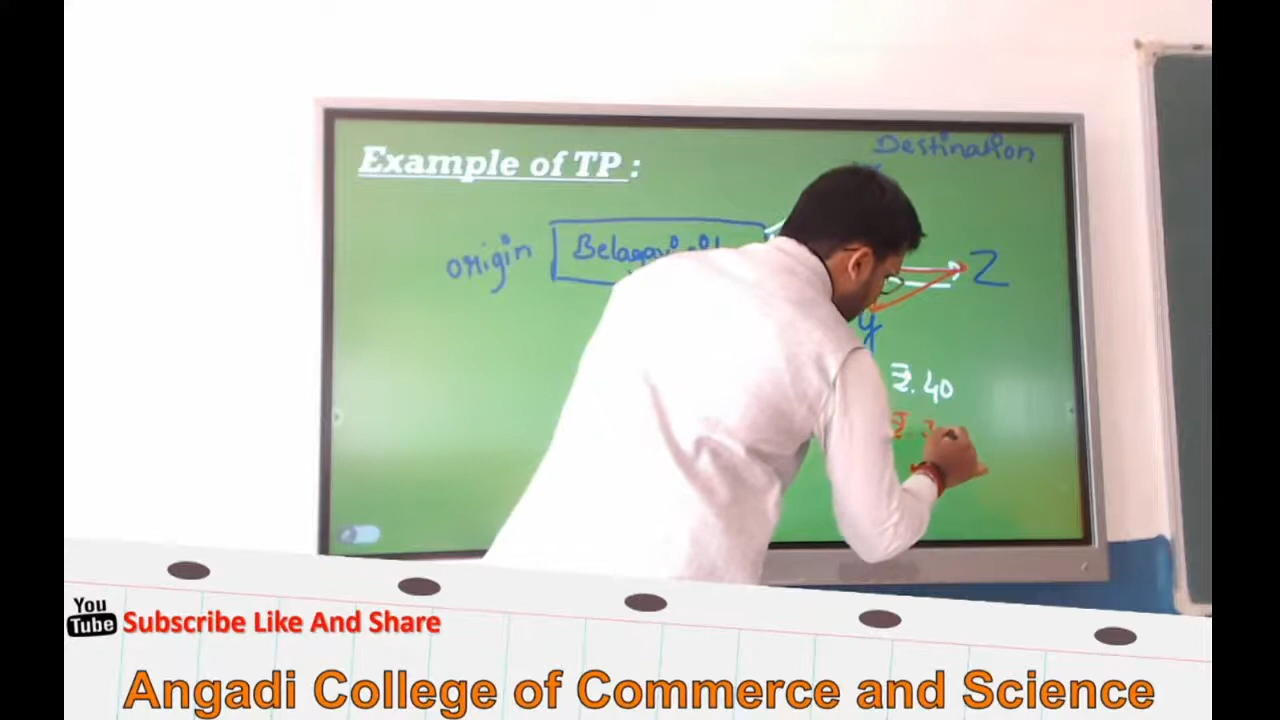 Destination
Example of TP :
origin
Z
y
₹. 40
You
Tube
Subscribe Like And Share
Angadi College of Commerce and Science